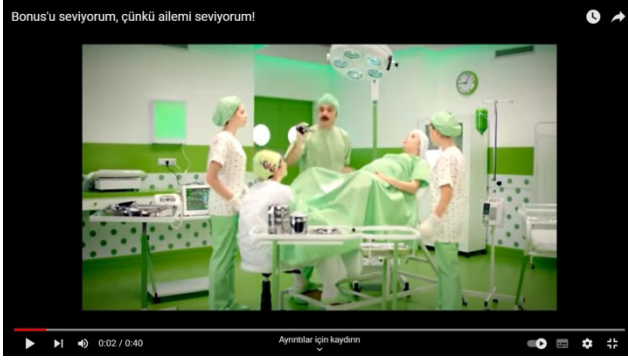 Bonus'u seviyorum, çünkü ailemi seviyorum!
0:02 / 0:40
Ayrıntılar için kaydırın